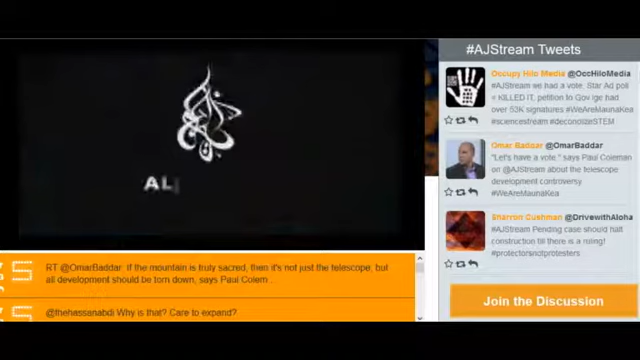 #AJStream Tweets
Occupy Hilo Media @OccHiloMedia
#AJStream we had a vote, Star Ad poll
= KILLED IT, petition to Gov Ige had
over 53K signatures #WeAreMaunaKea
#sciencestream #decondizeSTEM
Omar Baddar @OmarBaddar
"Let's have a vote," says Paul Coleman
on @AJStream about the telescope
development controversy
#WeAreMaunaKea
Sharron Cushman @DrivewithAloha
#AJStream Pending case should halt
construction till there is a ruling!
#protectorsnotprotesters
Join the Discussion
AL
RT @OmarBaddar: If the mountain is truly sacred, then it's not just the telescope, but
all development should be torn down, says Paul Colem...
@thehassanabdi Why is that? Care to expand?